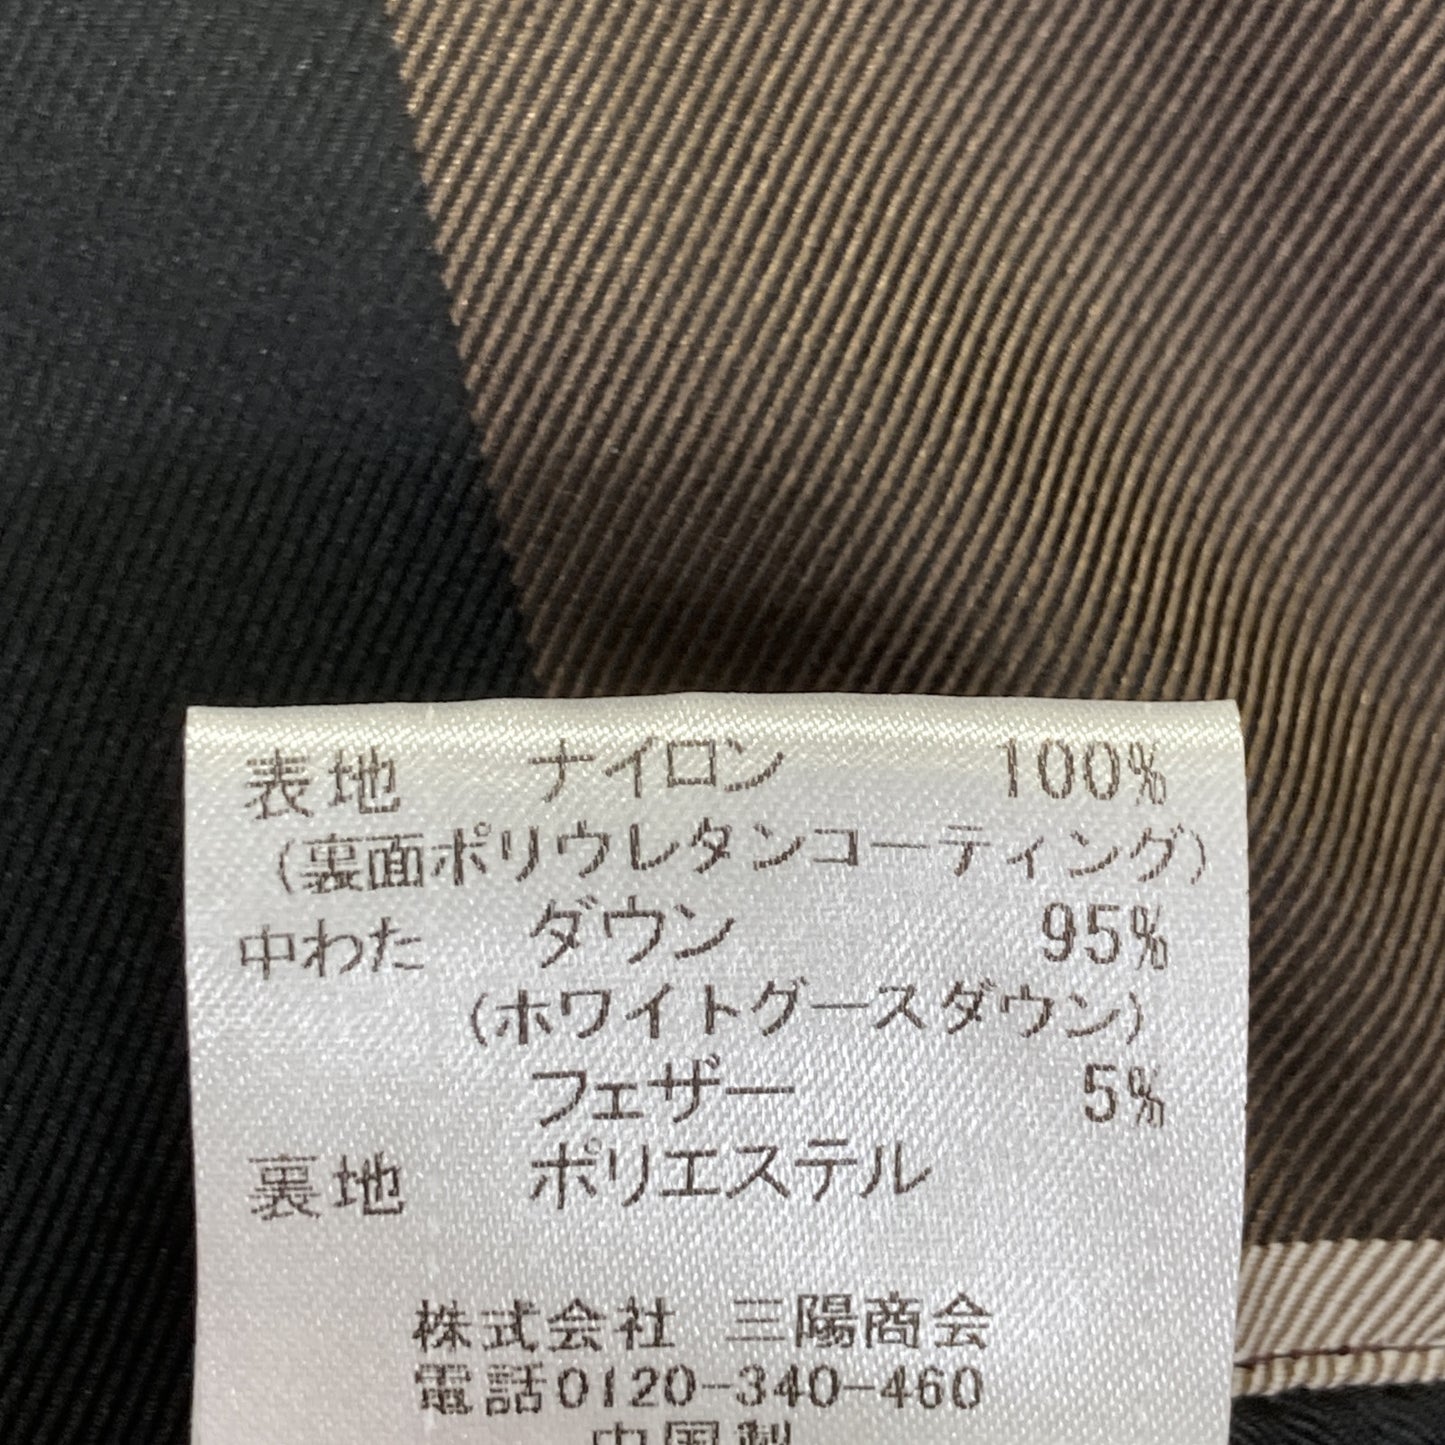 表地 ナイロン 100%
(裏面ポリウレタンコーティング)
中わた ダウン 95%
(ホワイトグースダウン)
フェザー 5%
裏地 ポリエステル
株式会社 三陽商会
電話0120-340-460
中国製